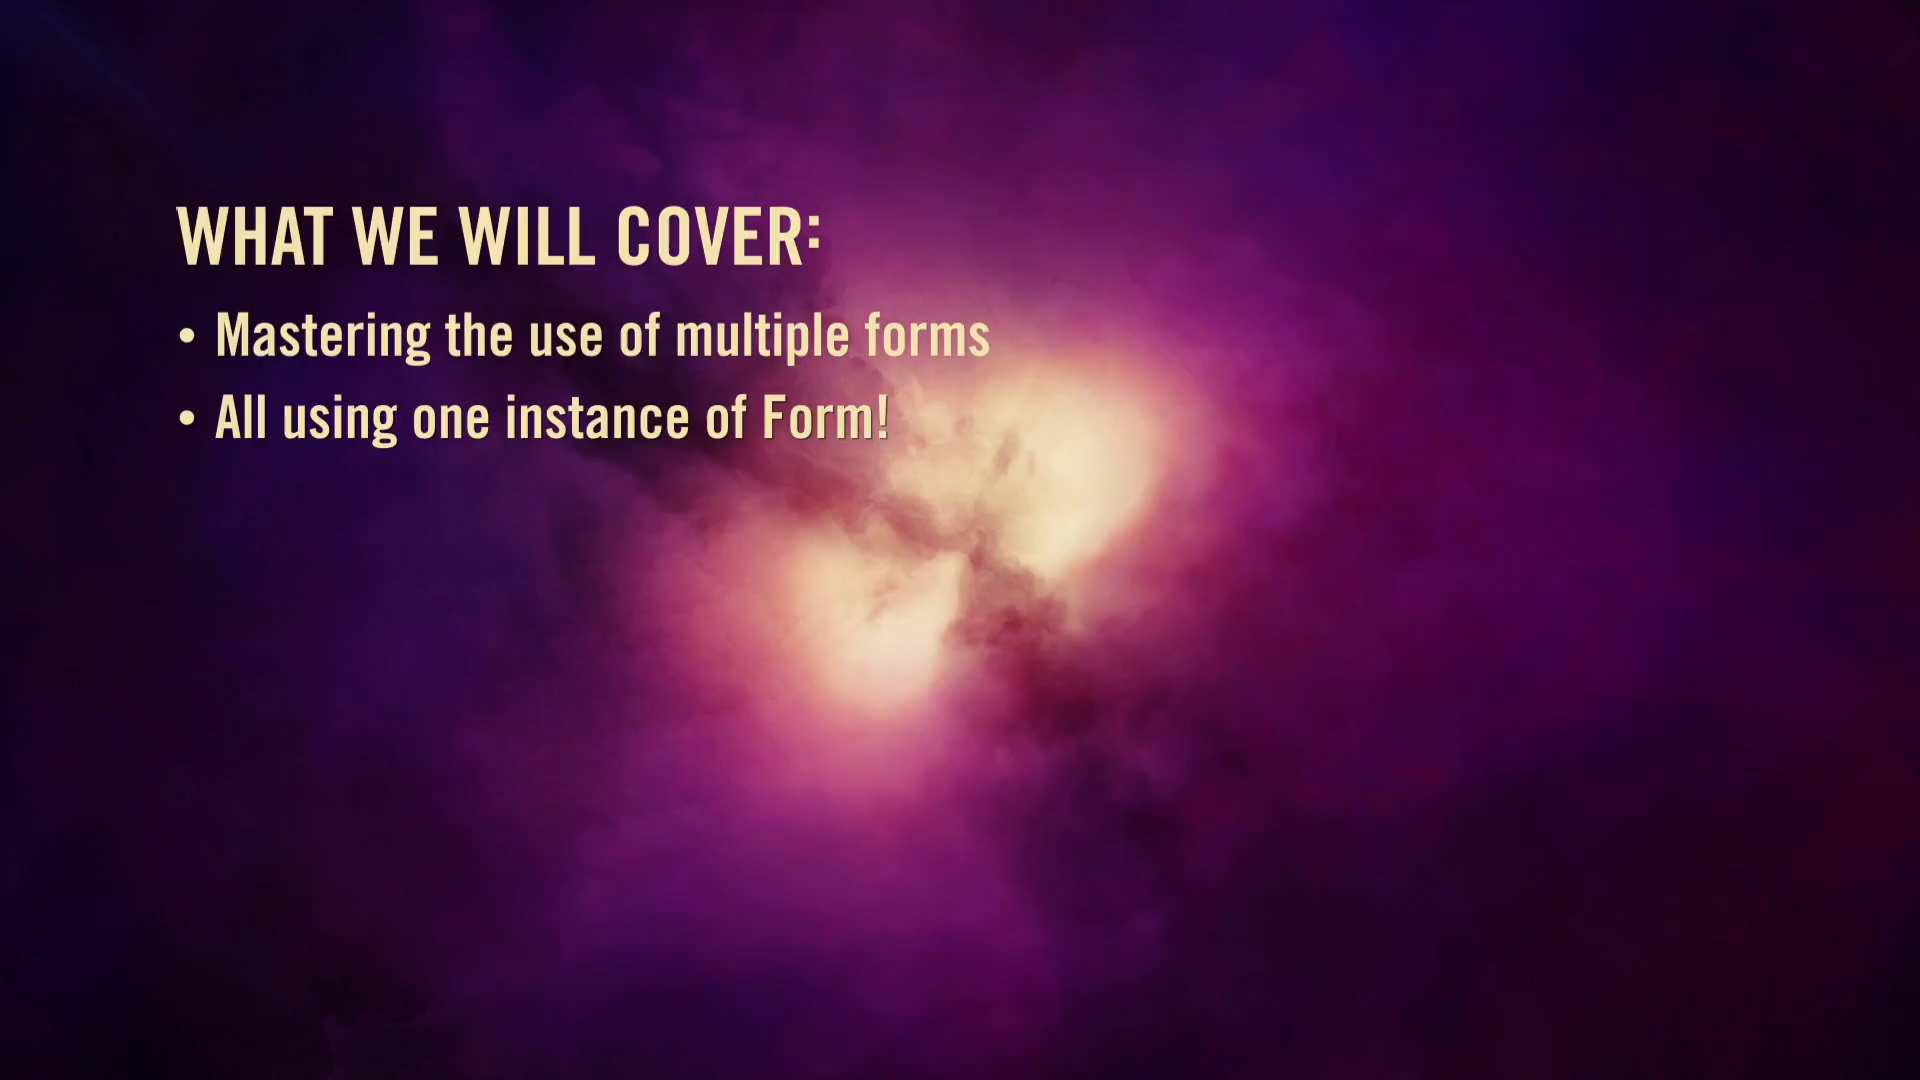 WHAT WE WILL COVER:
• Mastering the use of multiple forms
• All using one instance of Form!